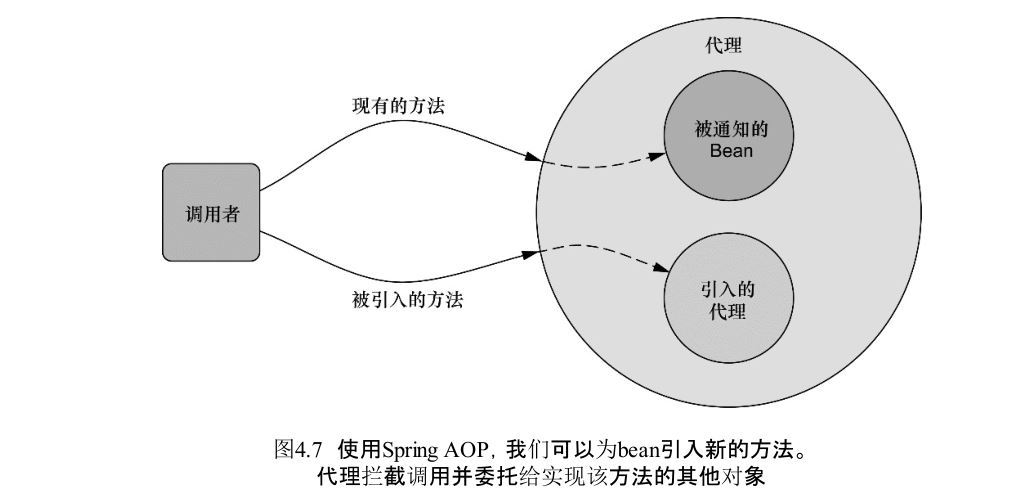 代理
现有的方法
被通知的
Bean
调用者
被引入的方法
引入的
代理
图4.7 使用Spring AOP，我们可以为bean引入新的方法。
代理拦截调用并委托给实现该方法的其他对象